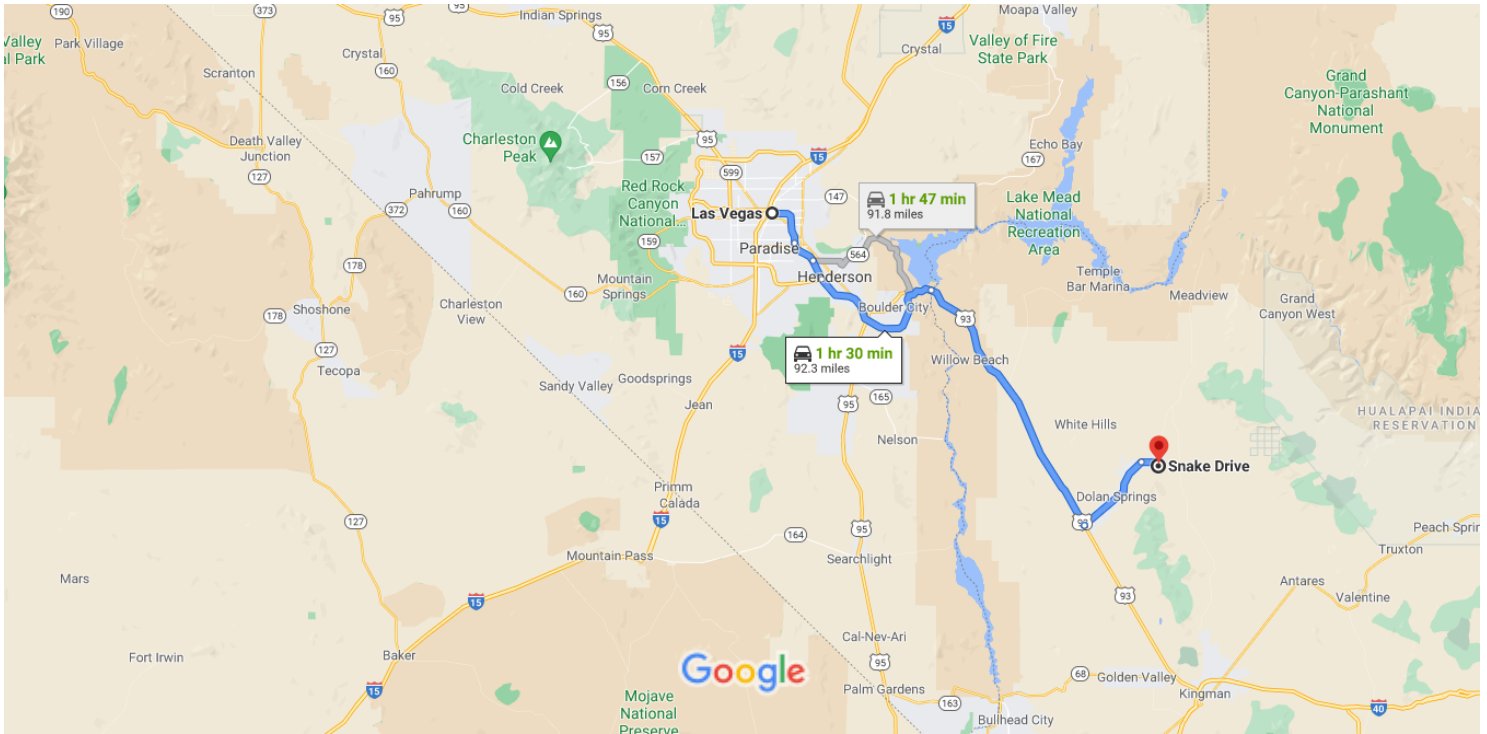 190
373
95
95
Indian Springs
95
Moapa Valley
15
Valley
al Park
Park Village
Crystal
Crystal
Valley of Fire
State Park
160
Scranton
Cold Creek
156
Corn Creek
Grand
Canyon-Parashant
National
Monument
Death Valley
Junction
Charleston
Peak
95
15
Echo Bay
157
167
127
599
Pahrump
Red Rock
Canyon
National...
147
1 hr 47 min
91.8 miles
Lake Mead
National
Recreation
Area
372
160
Las Vegas
159
Paradise
564
178
Mountain
Springs
Henderson
Temple
Bar Marina
Meadview
160
Grand
Canyon West
Shoshone
178
Charleston
View
Boulder City
93
127
15
1 hr 30 min
92.3 miles
Willow Beach
Tecopa
Sandy Valley
Goodsprings
Jean
95
165
White Hills
HUALAPAI INDIA
RESERVATION
Nelson
Snake Drive
Primm
Calada
Dolan Springs
127
15
93
95
164
Peach Sprin
Mountain Pass
Searchlight
Truxton
Mars
Antares
15
93
Valentine
Cal-Nev-Ari
Fort Irwin
Baker
95
Google
68
Golden Valley
15
Palm Gardens
Kingman
Mojave
National
Preserve
163
40
Bullhead City